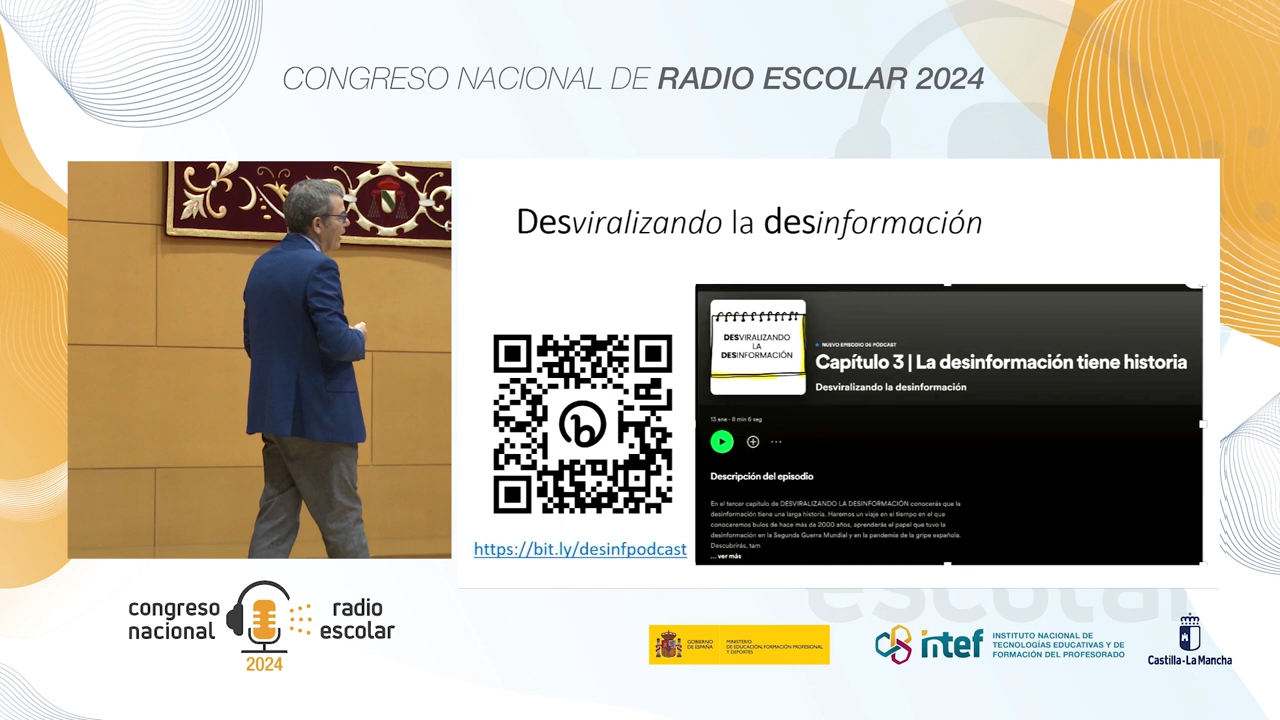 CONGRESO NACIONAL DE RADIO ESCOLAR 2024
Desviralizando la desinformación
DESVIRALIZANDO
LA
DESINFORMACIÓN
NUEVO EPISODIO DE PÓDCAST
Capítulo 3 | La desinformación tiene historia
Desviralizando la desinformación
13 ene · 8 min 6 seg
Descripción del episodio
En el tercer capítulo de DESVIRALIZANDO LA DESINFORMACIÓN conocerás que la
desinformación tiene una larga historia. Haremos un viaje en el tiempo en el que
conoceremos bulos de hace más de 2000 años, aprenderás el papel que tuvo la
desinformación en la Segunda Guerra Mundial y en la pandemia de la gripe española.
Descubrirás, tam
... ver más
https://bit.ly/desinfpodcast
escolar
congreso
nacional
radio
escolar
2024
GOBIERNO
DE ESPAÑA
MINISTERIO
DE EDUCACIÓN, FORMACIÓN PROFESIONAL
Y DEPORTES
intef
INSTITUTO NACIONAL DE
TECNOLOGÍAS EDUCATIVAS Y DE
FORMACIÓN DEL PROFESORADO
Castilla-La Mancha